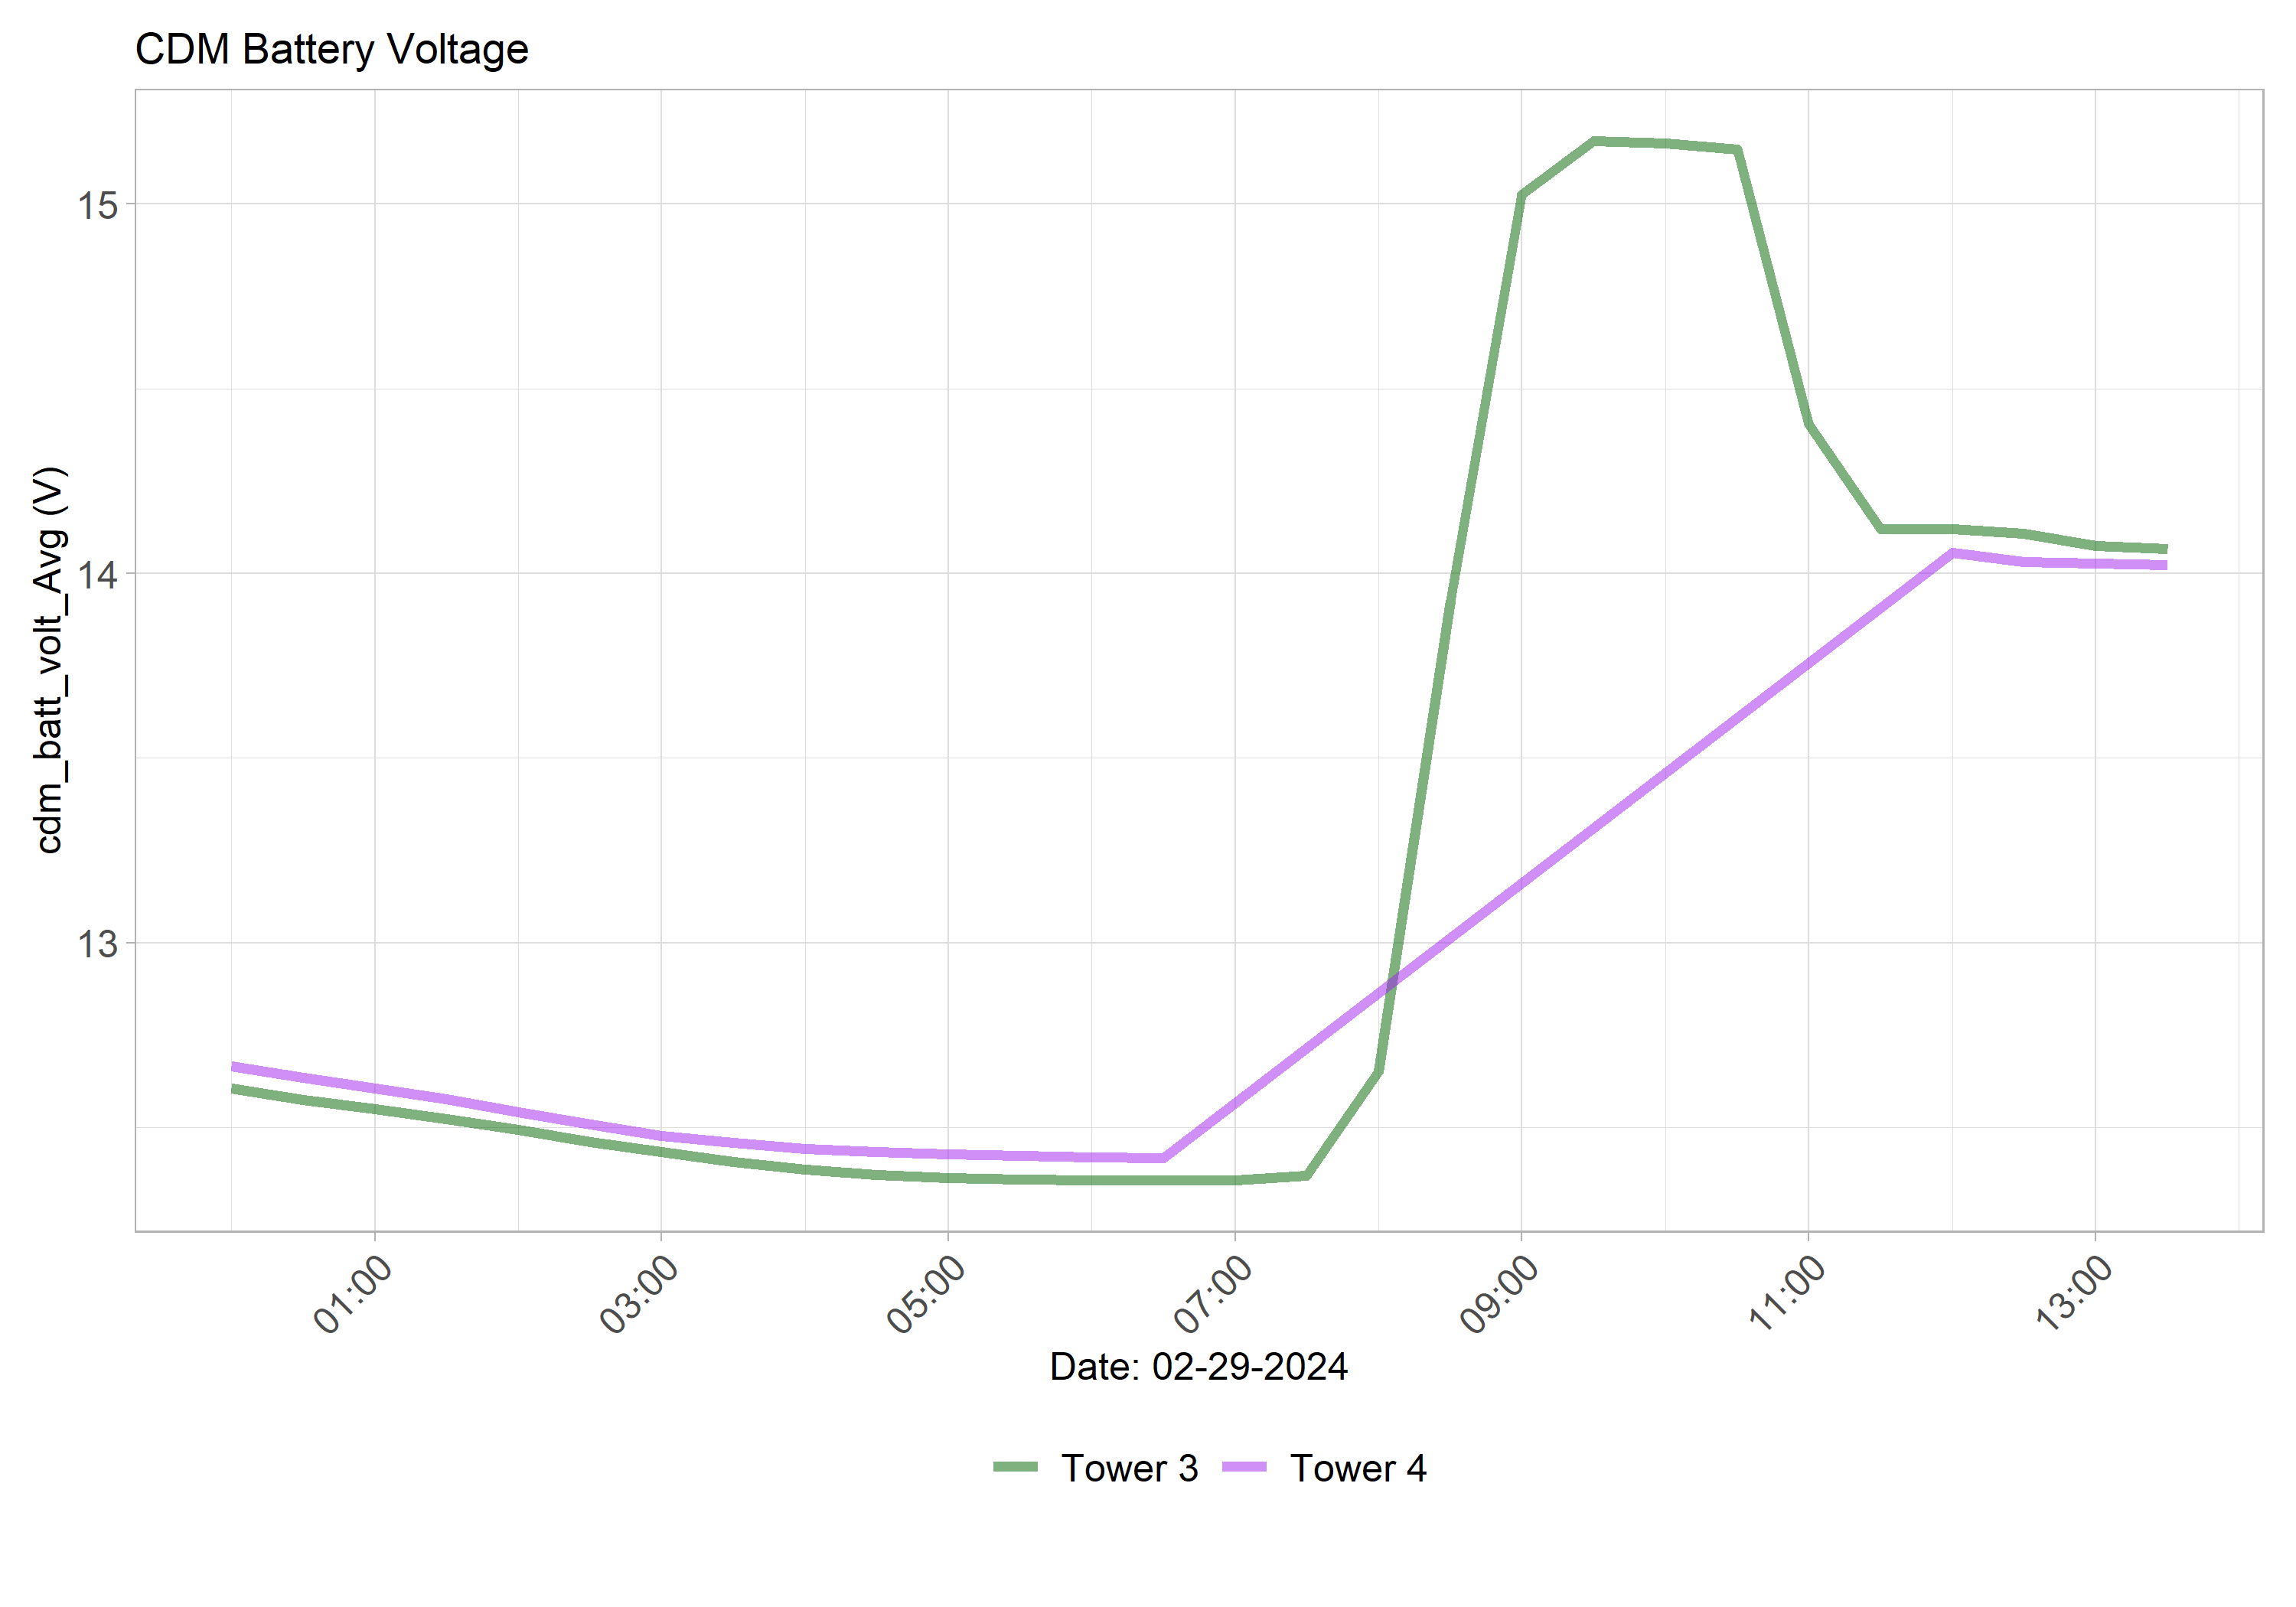 CDM Battery Voltage
cdm_batt_volt_Avg (V)
15
14
13
01:00
03:00
05:00
07:00
09:00
11:00
13:00
Date: 02-29-2024
Tower 3
Tower 4